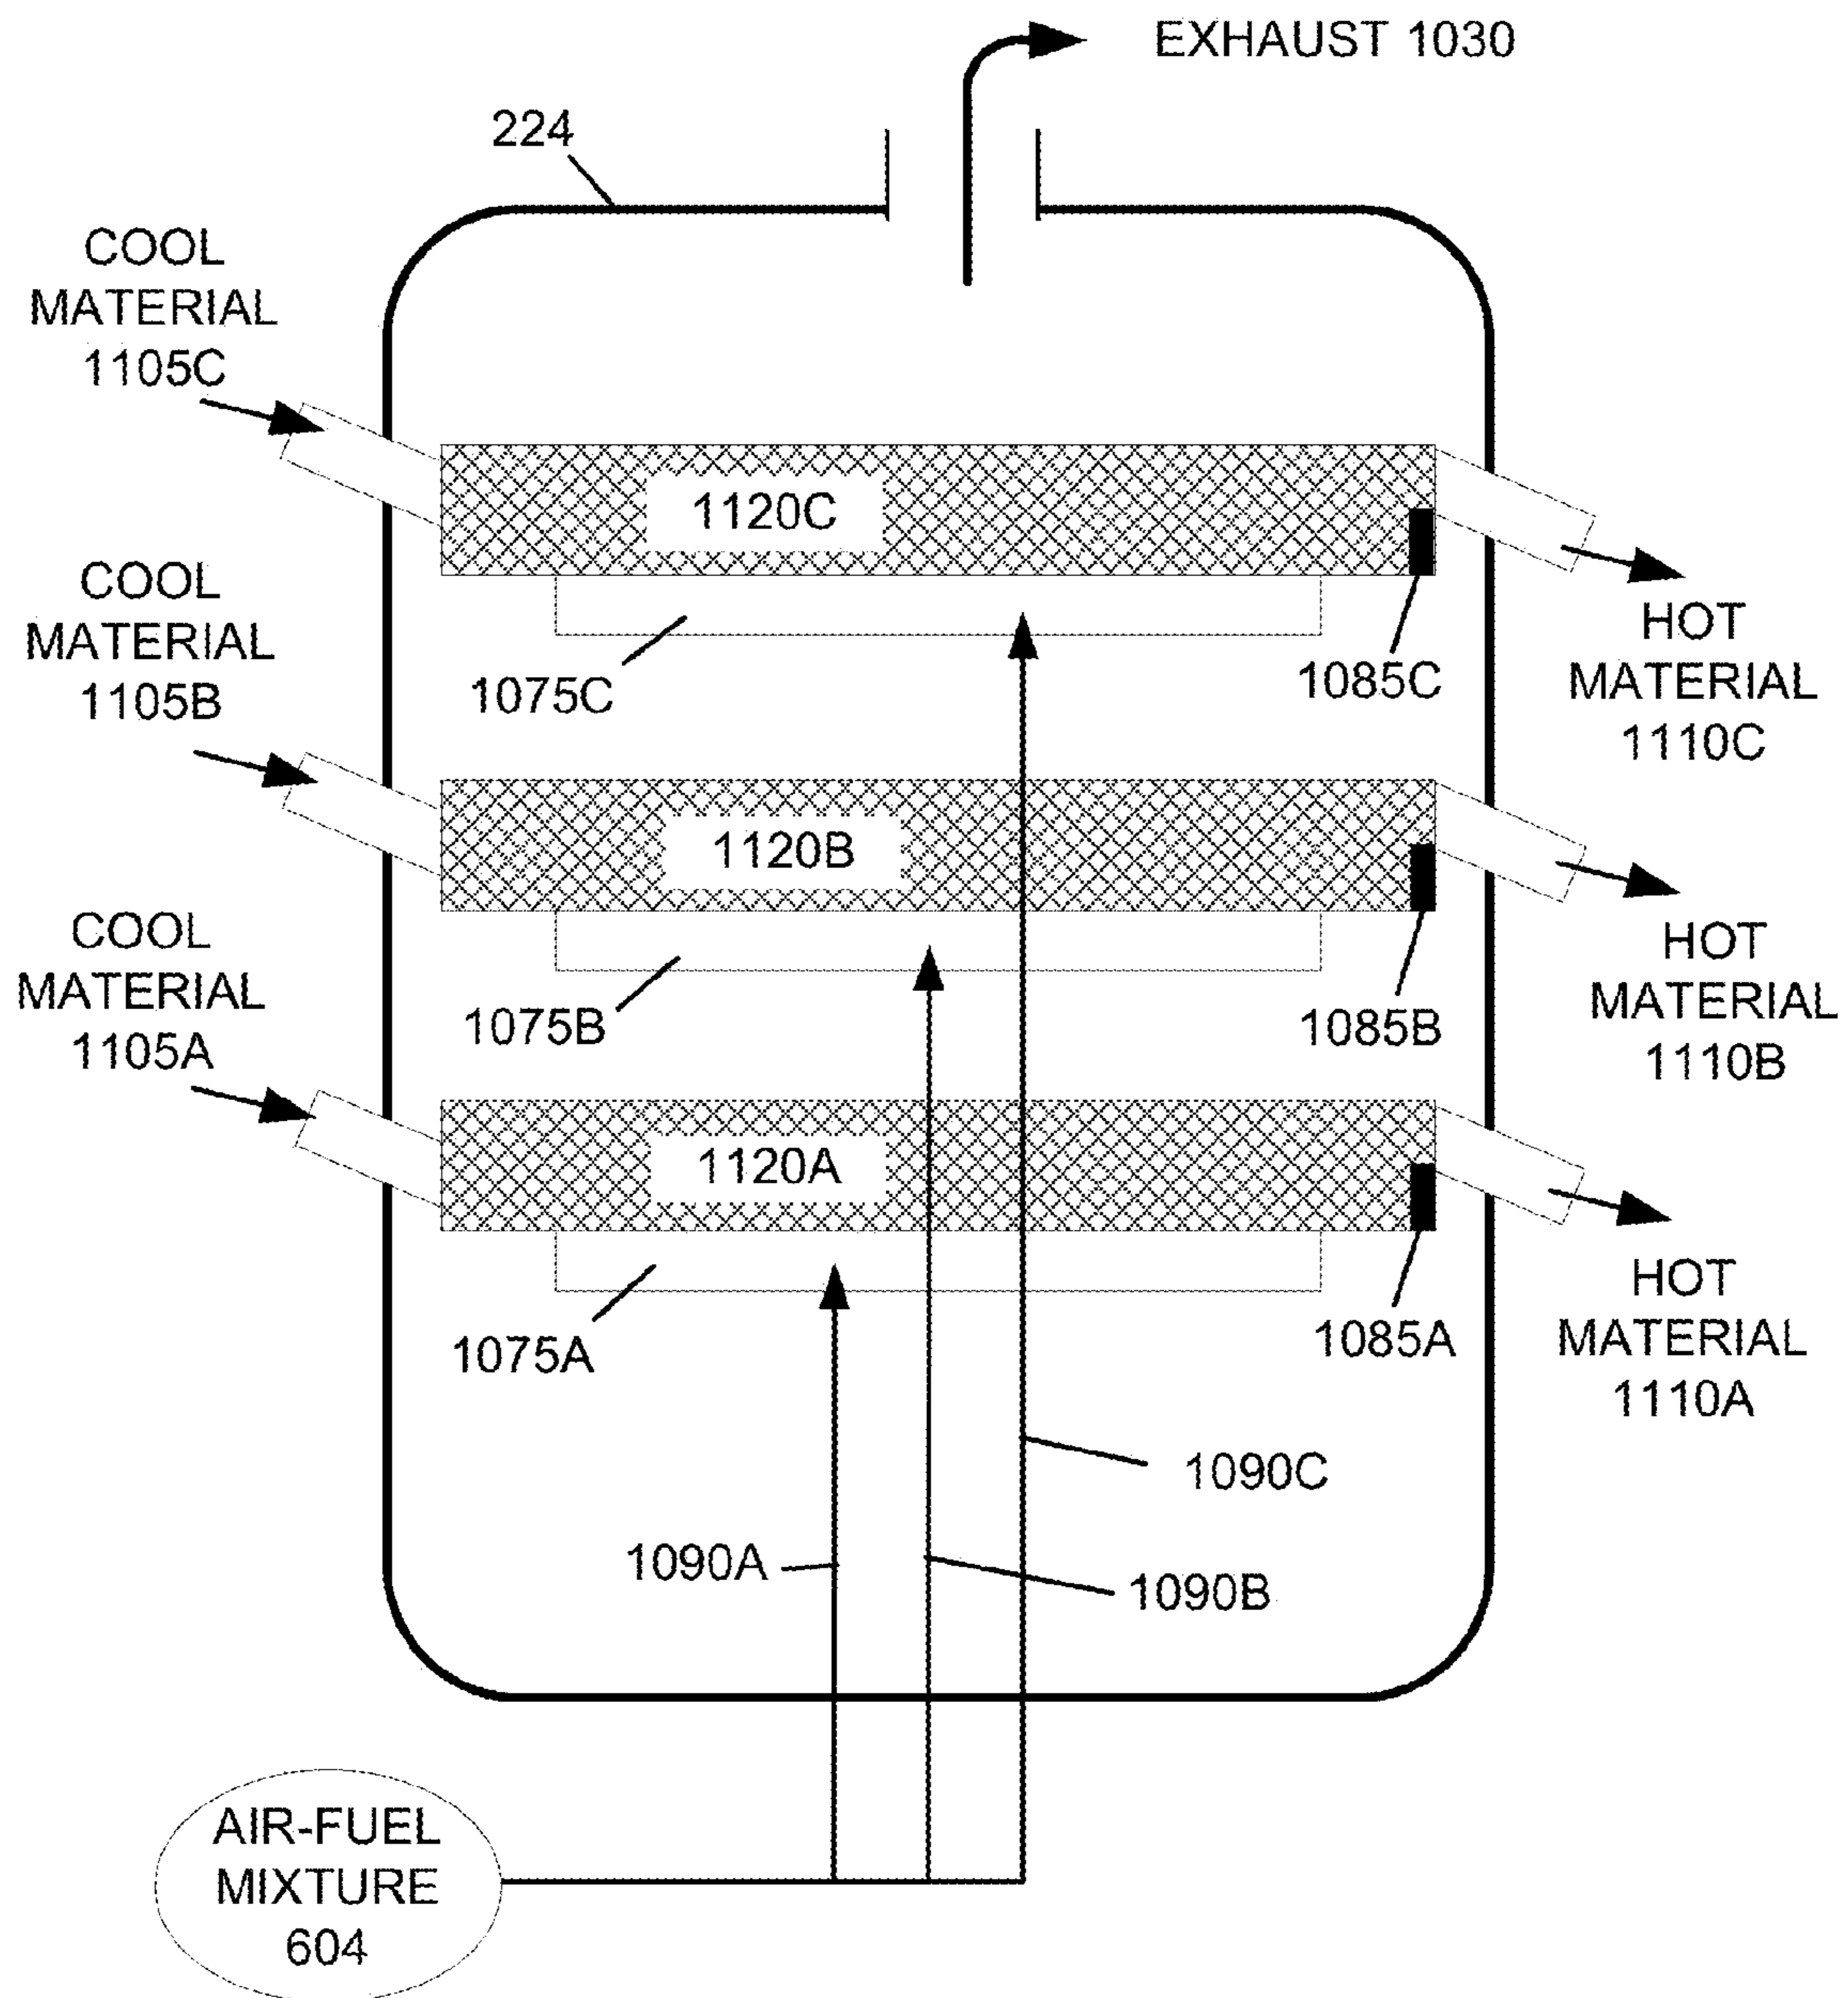 EXHAUST 1030
224
COOL
MATERIAL
1105C
1120C
1075C
1085C
HOT
MATERIAL
1110C
COOL
MATERIAL
1105B
1120B
1075B
1085B
HOT
MATERIAL
1110B
COOL
MATERIAL
1105A
1120A
1075A
1085A
HOT
MATERIAL
1110A
1090C
1090A
1090B
AIR-FUEL
MIXTURE
604